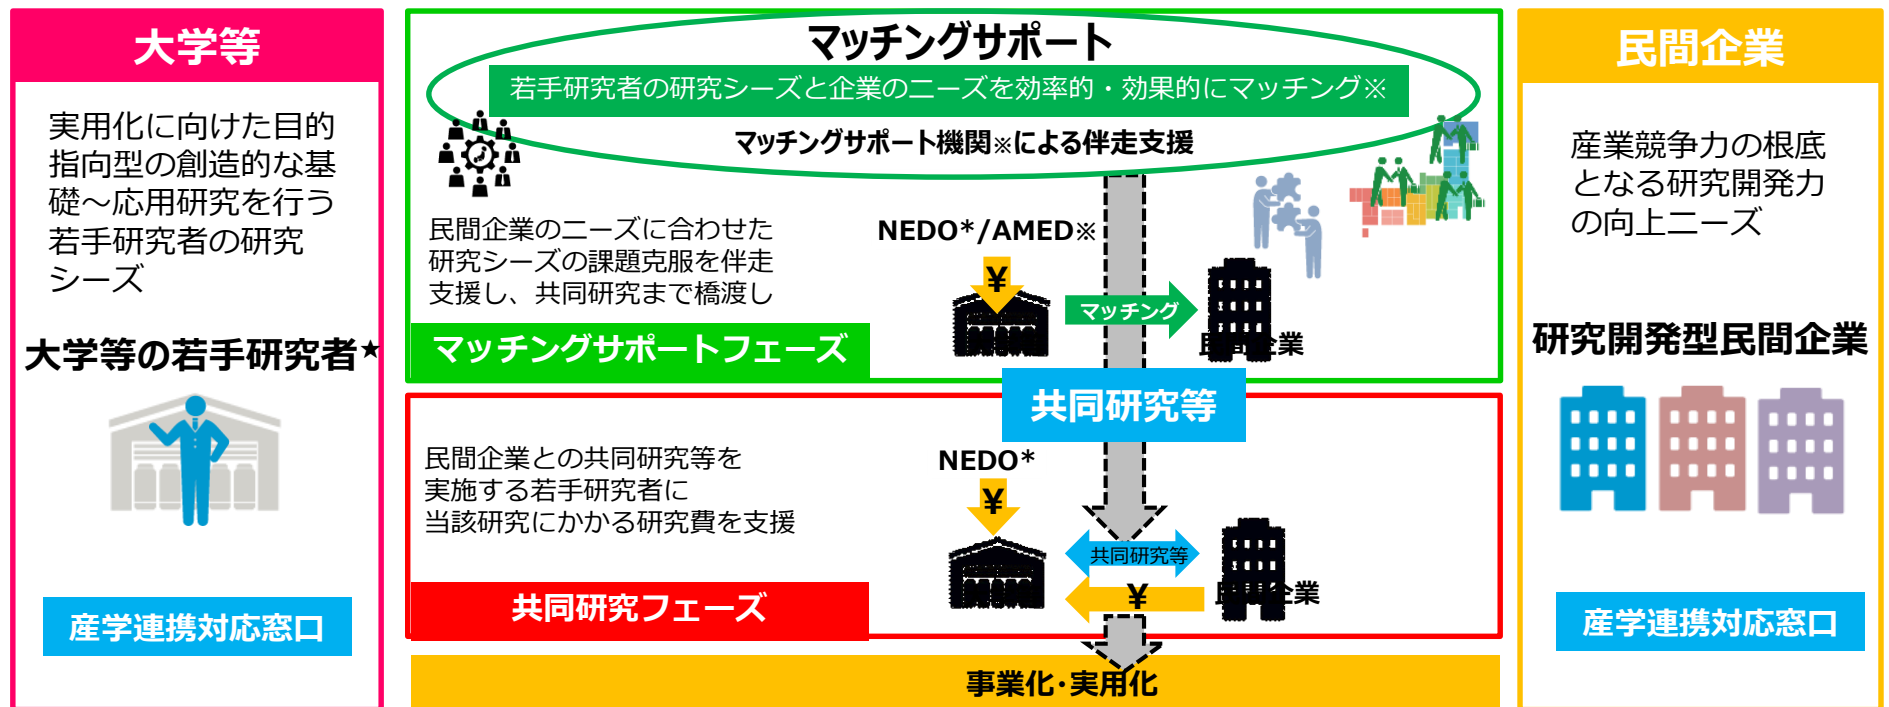 大学等
実用化に向けた目的
指向型の創造的な基
礎～応用研究を行う
若手研究者の研究
シーズ
大学等の若手研究者★
産学連携対応窓口
マッチングサポート
若手研究者の研究シーズと企業のニーズを効率的・効果的にマッチング※
マッチングサポート機関※による伴走支援
民間企業のニーズに合わせた
研究シーズの課題克服を伴走
支援し、共同研究まで橋渡し
NEDO*/AMED※
¥
マッチング
民間企業
マッチングサポートフェーズ
共同研究等
民間企業との共同研究等を
実施する若手研究者に
当該研究にかかる研究費を支援
NEDO*
¥
共同研究等
¥
民間企業
共同研究フェーズ
事業化・実用化
民間企業
産業競争力の根底
となる研究開発力
の向上ニーズ
研究開発型民間企業
産学連携対応窓口